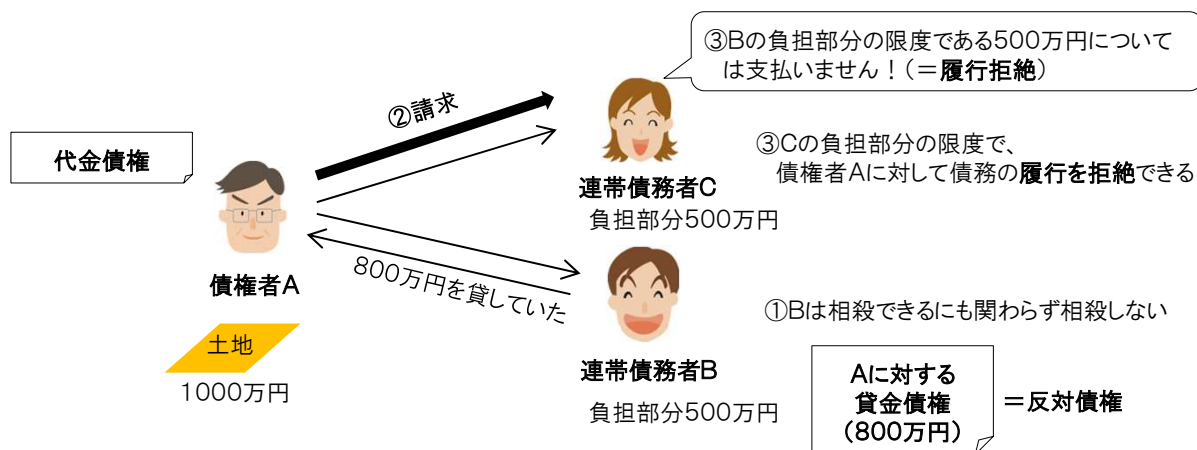 ③Bの負担部分の限度である500万円について
は支払いません！（＝履行拒絶）
②請求
代金債権
③Cの負担部分の限度で、
債権者Aに対して債務の履行を拒絶できる
連帯債務者C
負担部分500万円
800万円を貸していた
債権者A
①Bは相殺できるにも関わらず相殺しない
土地
1000万円
連帯債務者B
負担部分500万円
Aに対する
貸金債権
（800万円）
＝反対債権